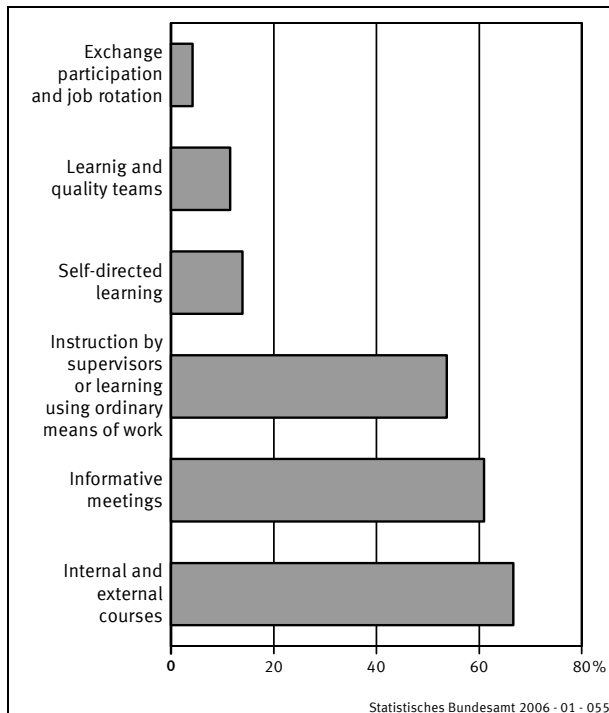 Exchange
participation
and job rotation
Learnig and
quality teams
Self-directed
learning
Instruction by
supervisors
or learning
using ordinary
means of work
Informative
meetings
Internal and
external
courses
0 20 40 60 80%
Statistisches Bundesamt 2006 - 01 - 055